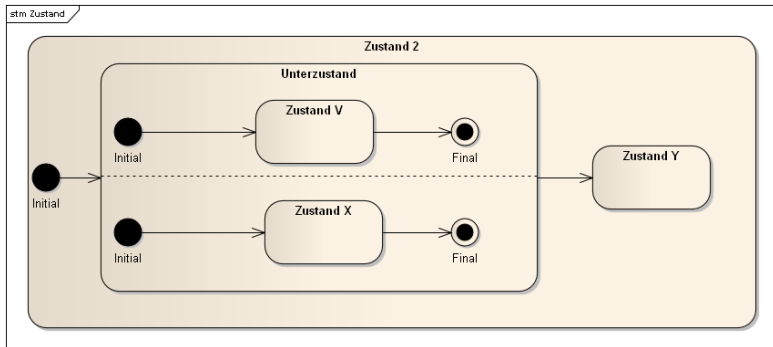 stm Zustand
Zustand 2
Unterzustand
Zustand V
Initial
Final
Initial
Zustand Y
Zustand X
Initial
Final